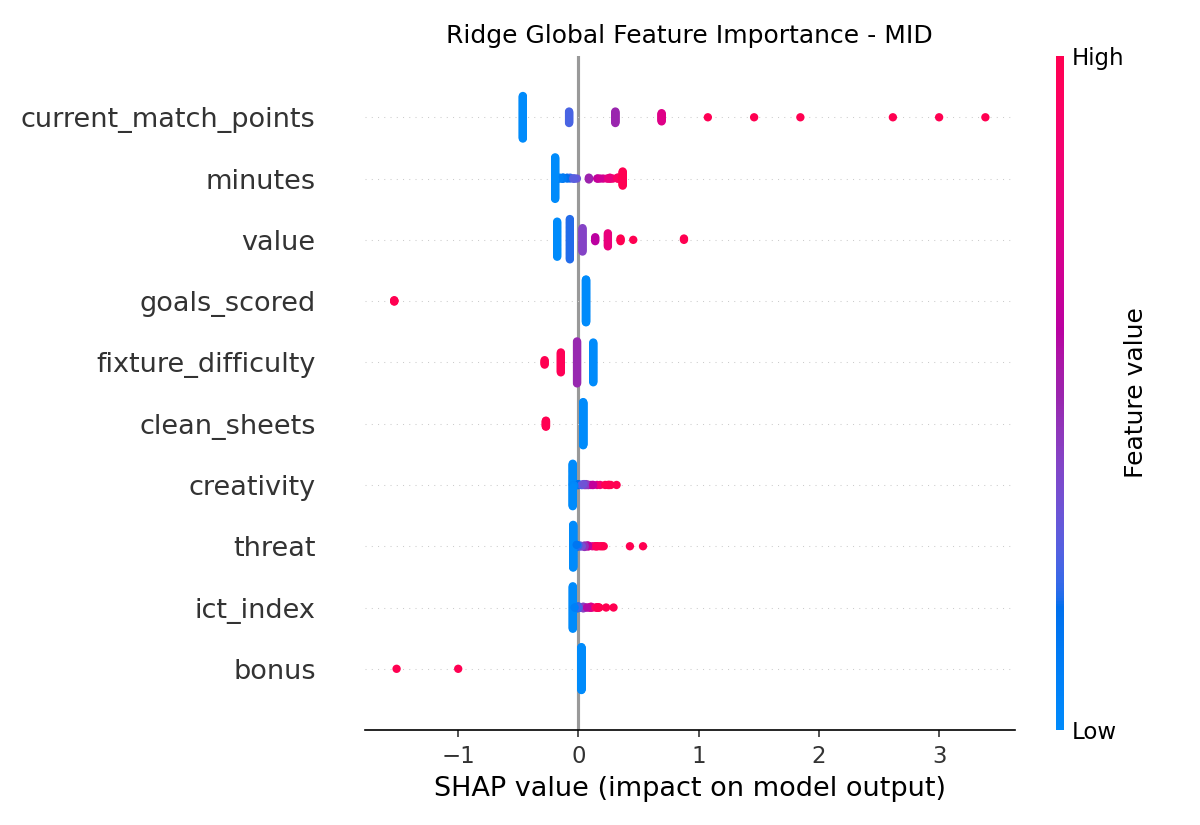 Ridge Global Feature Importance - MID
High
current_match_points
minutes
value
goals_scored
fixture_difficulty
clean_sheets
creativity
threat
ict_index
bonus
Feature value
Low
−1 0 1 2 3
SHAP value (impact on model output)